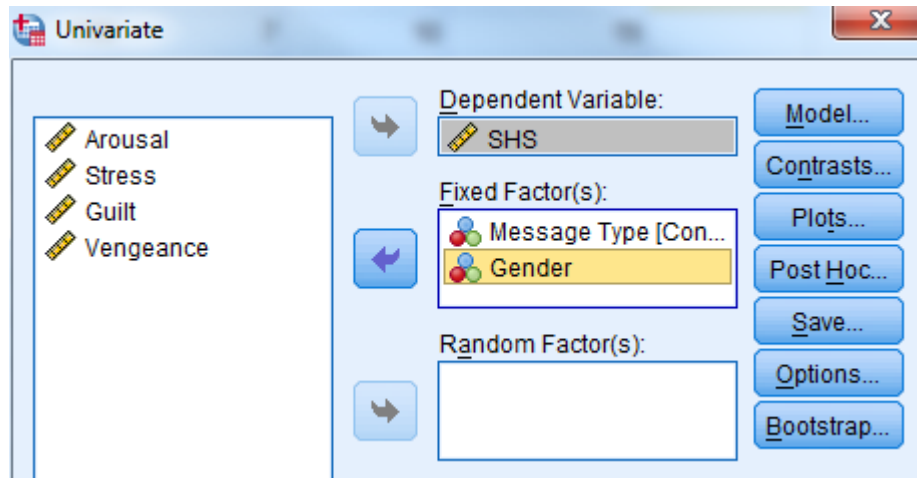 Univariate
Arousal
Stress
Guilt
Vengeance
Dependent Variable:
SHS
Fixed Factor(s):
Message Type [Con...
Gender
Random Factor(s):
Model...
Contrasts...
Plots...
Post Hoc...
Save...
Options...
Bootstrap...